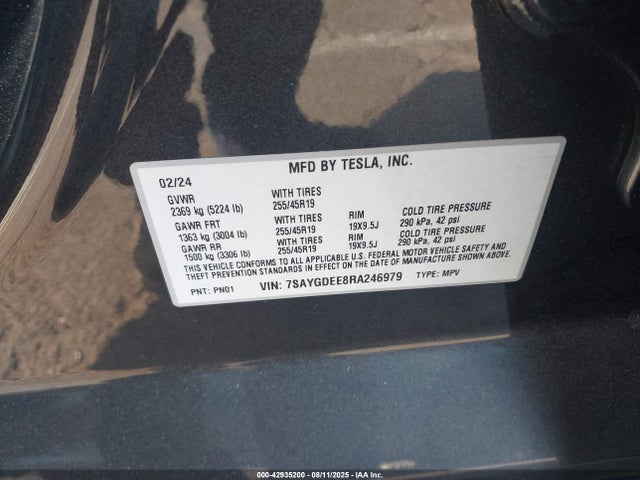 MFD BY TESLA, INC.
02/24
GVWR WITH TIRES
2369 kg (5224 lb) 255/45R19 RIM COLD TIRE PRESSURE
GAWR FRT WITH TIRES 19X9.5J 290 kPa, 42 psi
1363 kg (3004 lb) 255/45R19 RIM COLD TIRE PRESSURE
GAWR RR WITH TIRES 19X9.5J 290 kPa, 42 psi
1500 kg (3306 lb) 255/45R19
THIS VEHICLE CONFORMS TO ALL APPLICABLE U.S. FEDERAL MOTOR VEHICLE SAFETY AND
THEFT PREVENTION STANDARDS IN EFFECT ON THE DATE OF MANUFACTURE SHOWN ABOVE.
PNT: PN01 VIN: 7SAYGDEE8RA246979 TYPE: MPV
000-42935200 - 08/11/2025 - IAA Inc.